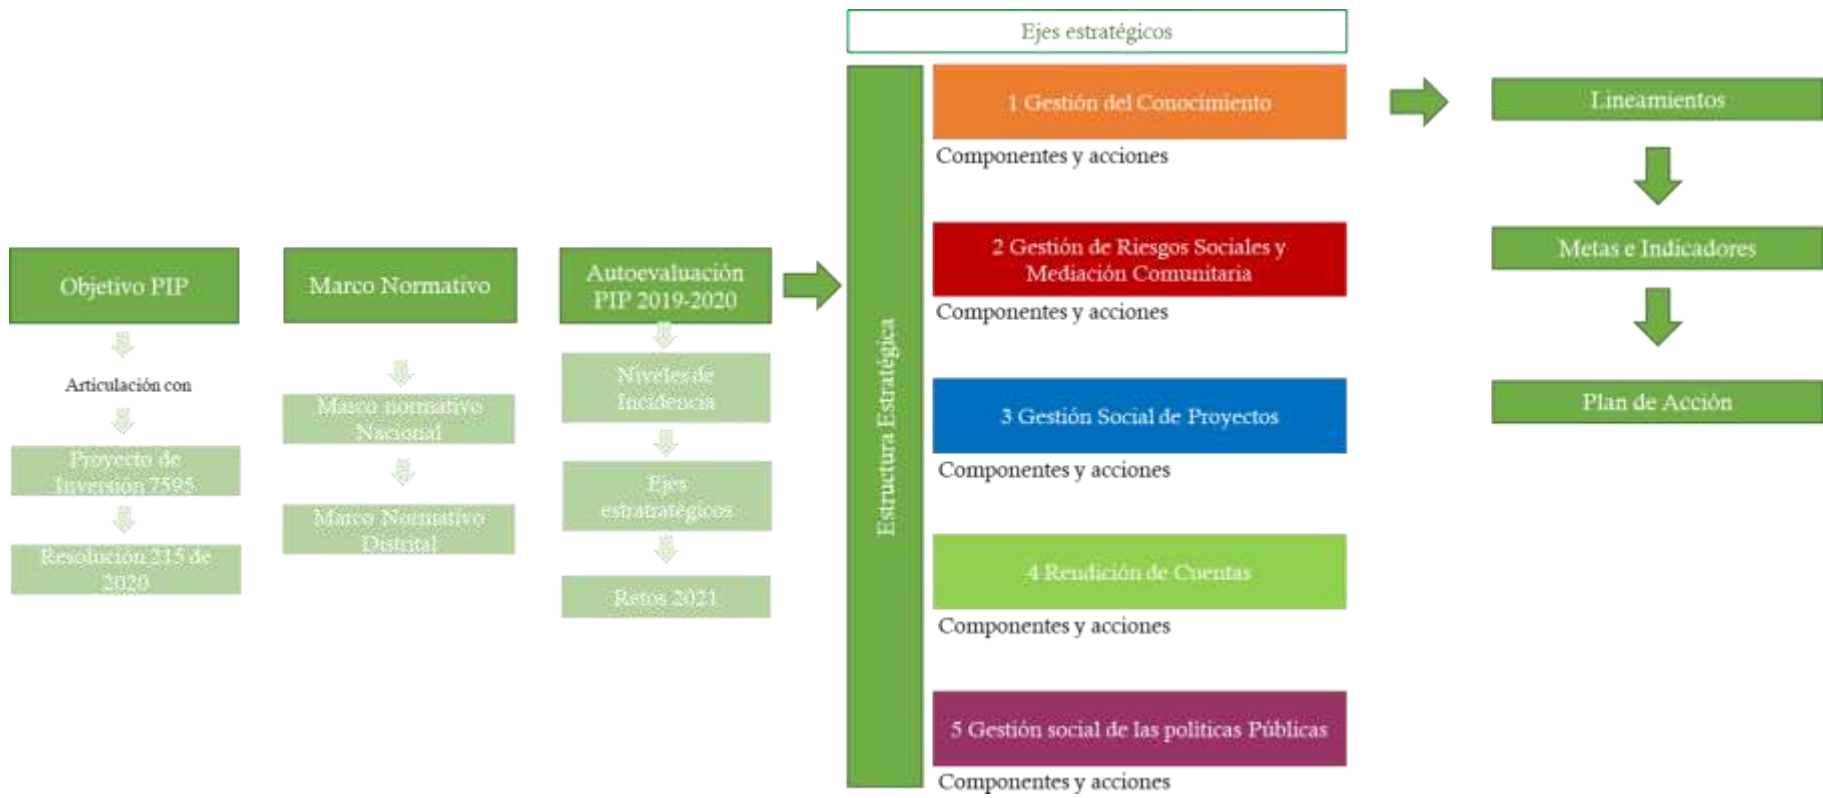 Objetivo PIP
Articulación con
Proyecto de
Inversión 7595
Resolución 215 de
2020
Marco Normativo
Marco normativo
Nacional
Marco Normativo
Distrital
Autoevaluación
PIP 2019-2020
Niveles de
Incidencia
Ejes
estratratégicos
Retos 2021
Ejes estratégicos
Estructura Estratégica
1 Gestión del Conocimiento
Componentes y acciones
2 Gestión de Riesgos Sociales y
Mediación Comunitaria
Componentes y acciones
3 Gestión Social de Proyectos
Componentes y acciones
4 Rendición de Cuentas
Componentes y acciones
5 Gestión social de las políticas Públicas
Componentes y acciones
Lineamientos
Metas e Indicadores
Plan de Acción